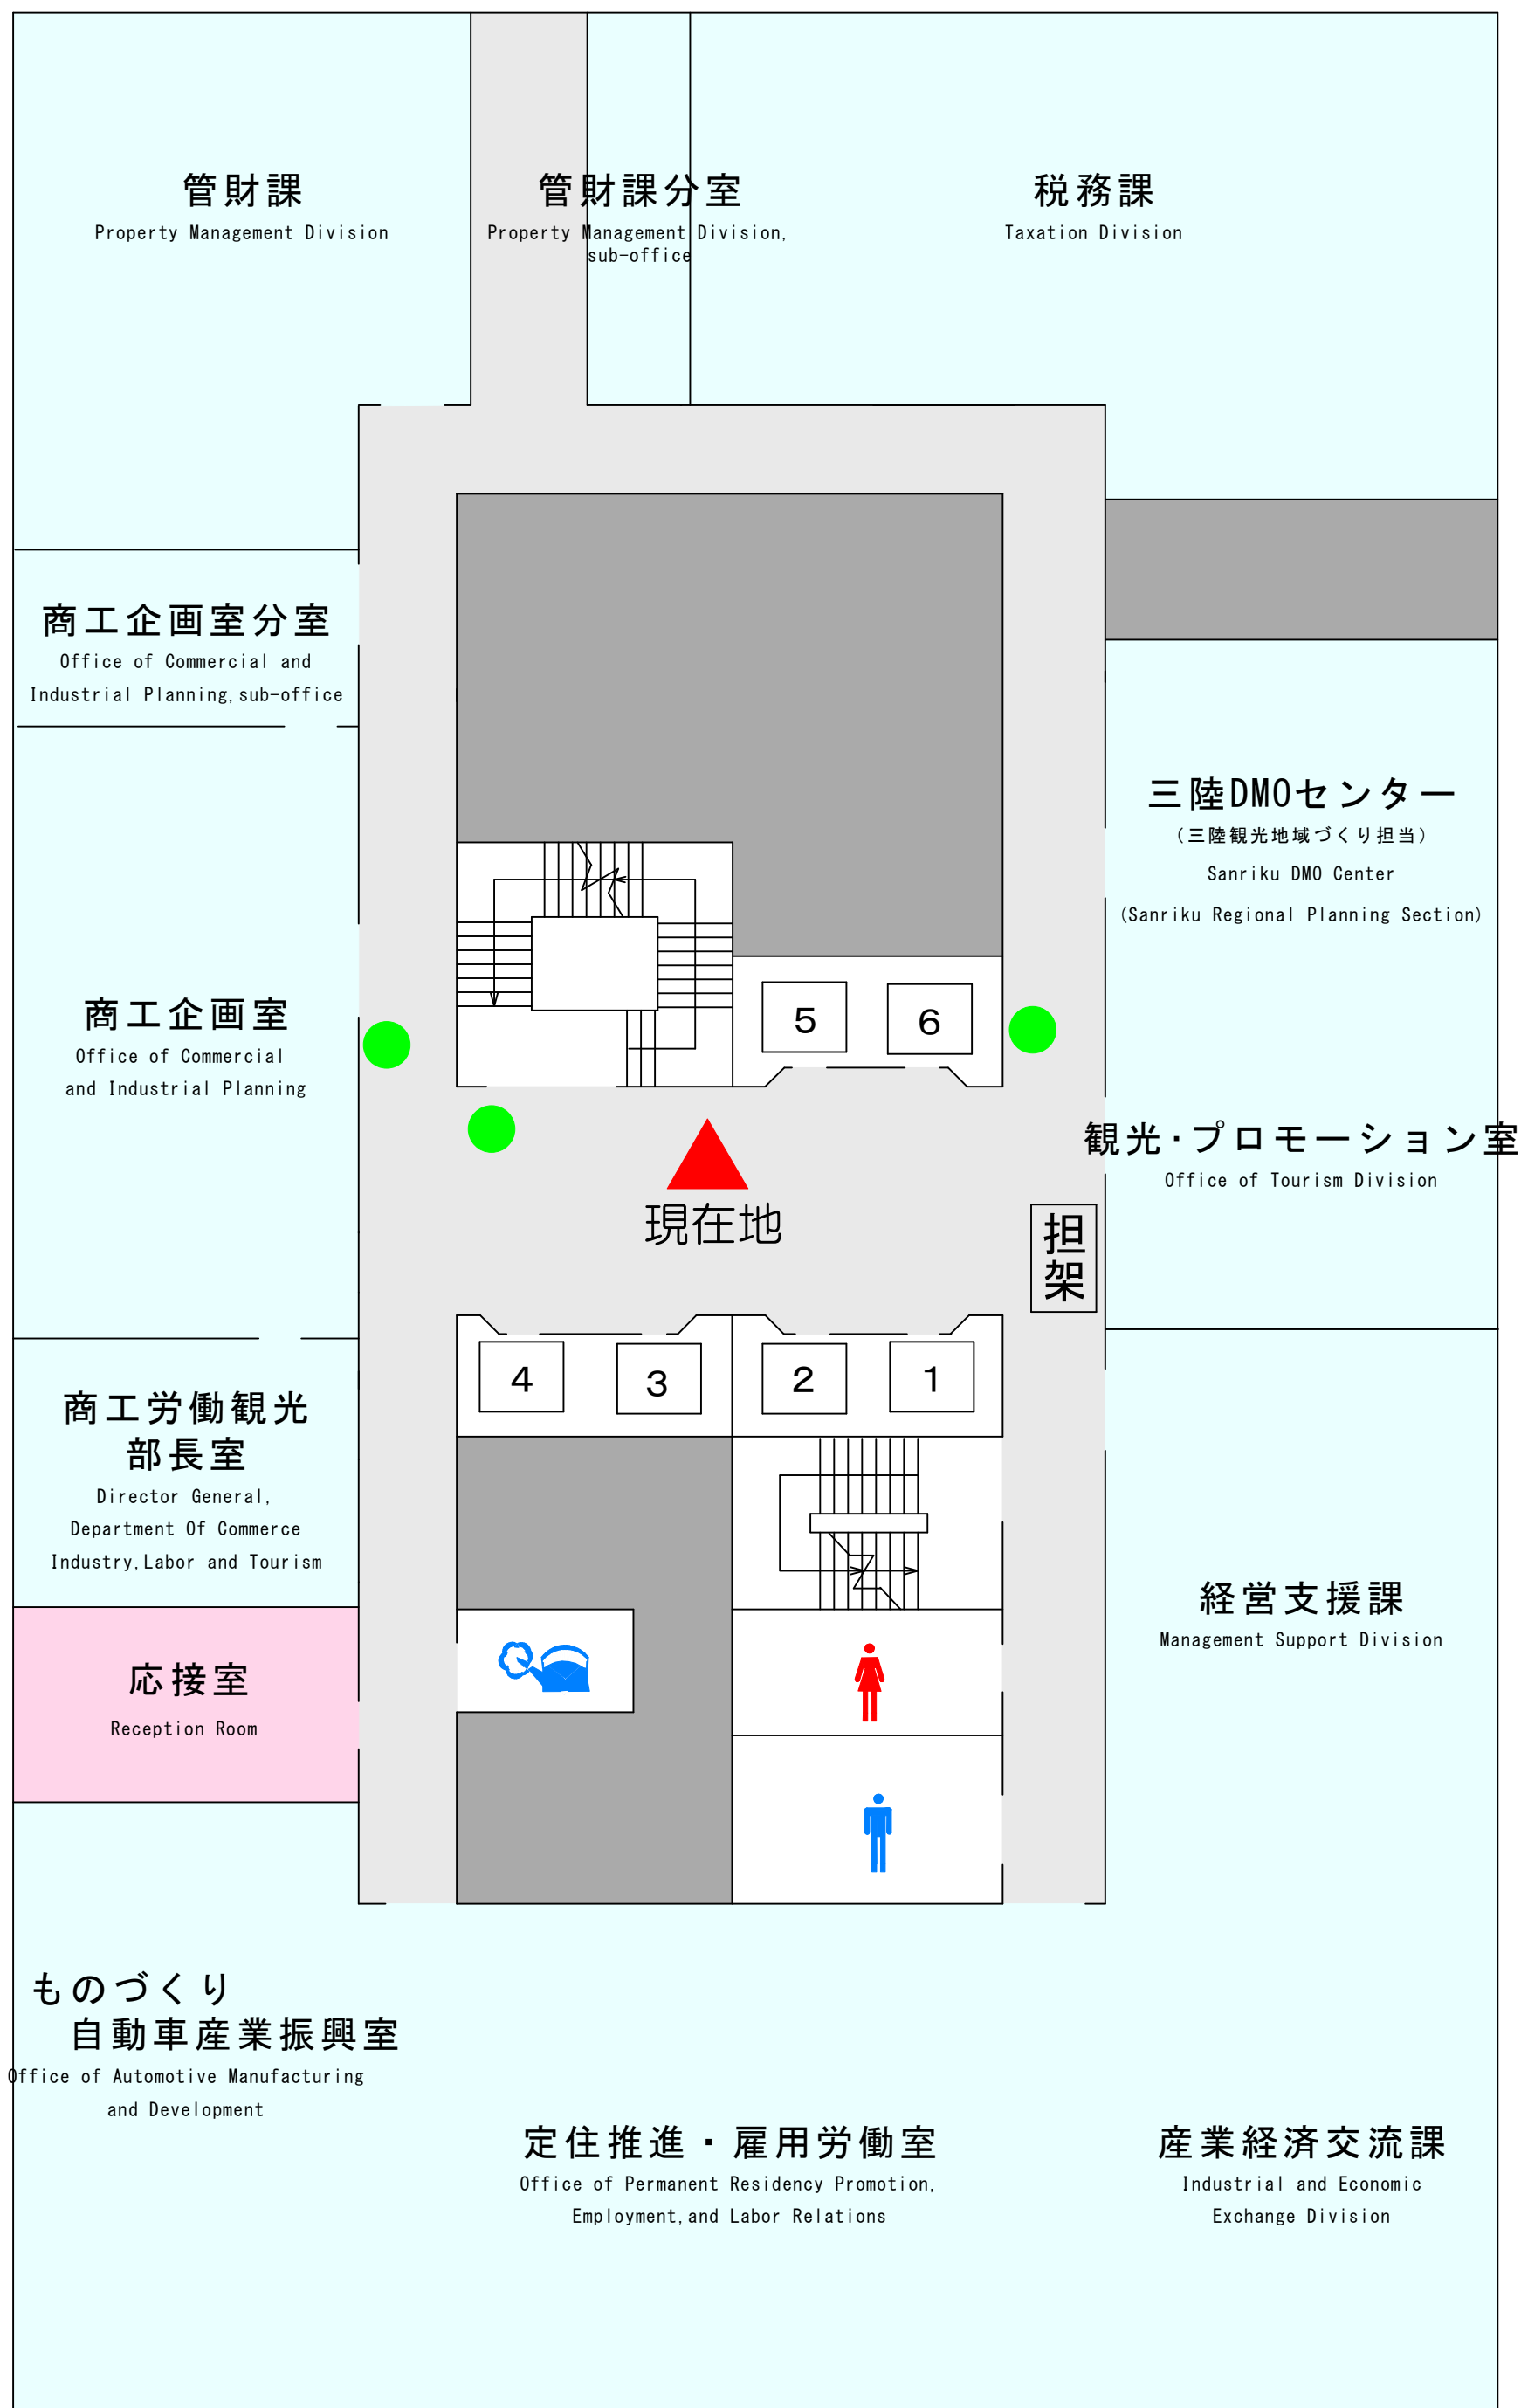 管財課
Property Management Division
管財課分室
Property Management Division,
sub-office
税務課
Taxation Division
商工企画室分室
Office of Commercial and
Industrial Planning,sub-office
三陸DMOセンター
(三陸観光地域づくり担当)
Sanriku DMO Center
(Sanriku Regional Planning Section)
商工企画室
Office of Commercial
and Industrial Planning
5
6
観光・プロモーション室
Office of Tourism Division
現在地
担架
4
3
2
1
商工労働観光
部長室
Director General,
Department Of Commerce
Industry,Labor and Tourism
応接室
Reception Room
経営支援課
Management Support Division
ものづくり
自動車産業振興室
Office of Automotive Manufacturing
and Development
定住推進・雇用労働室
Office of Permanent Residency Promotion,
Employment,and Labor Relations
産業経済交流課
Industrial and Economic
Exchange Division